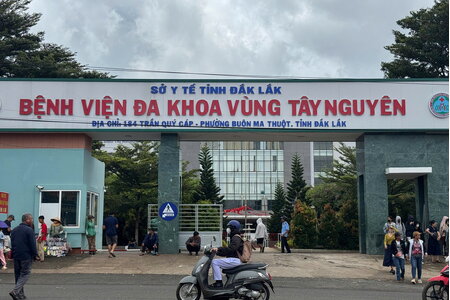 SỞ Y TẾ TỈNH ĐẮK LẮK
BỆNH VIỆN ĐA KHOA VÙNG TÂY NGUYÊN
ĐỊA CHỈ: 184 TRẦN QUÝ CÁP - PHƯỜNG BUÔN MA THUỘT, TỈNH ĐẮK LẮK